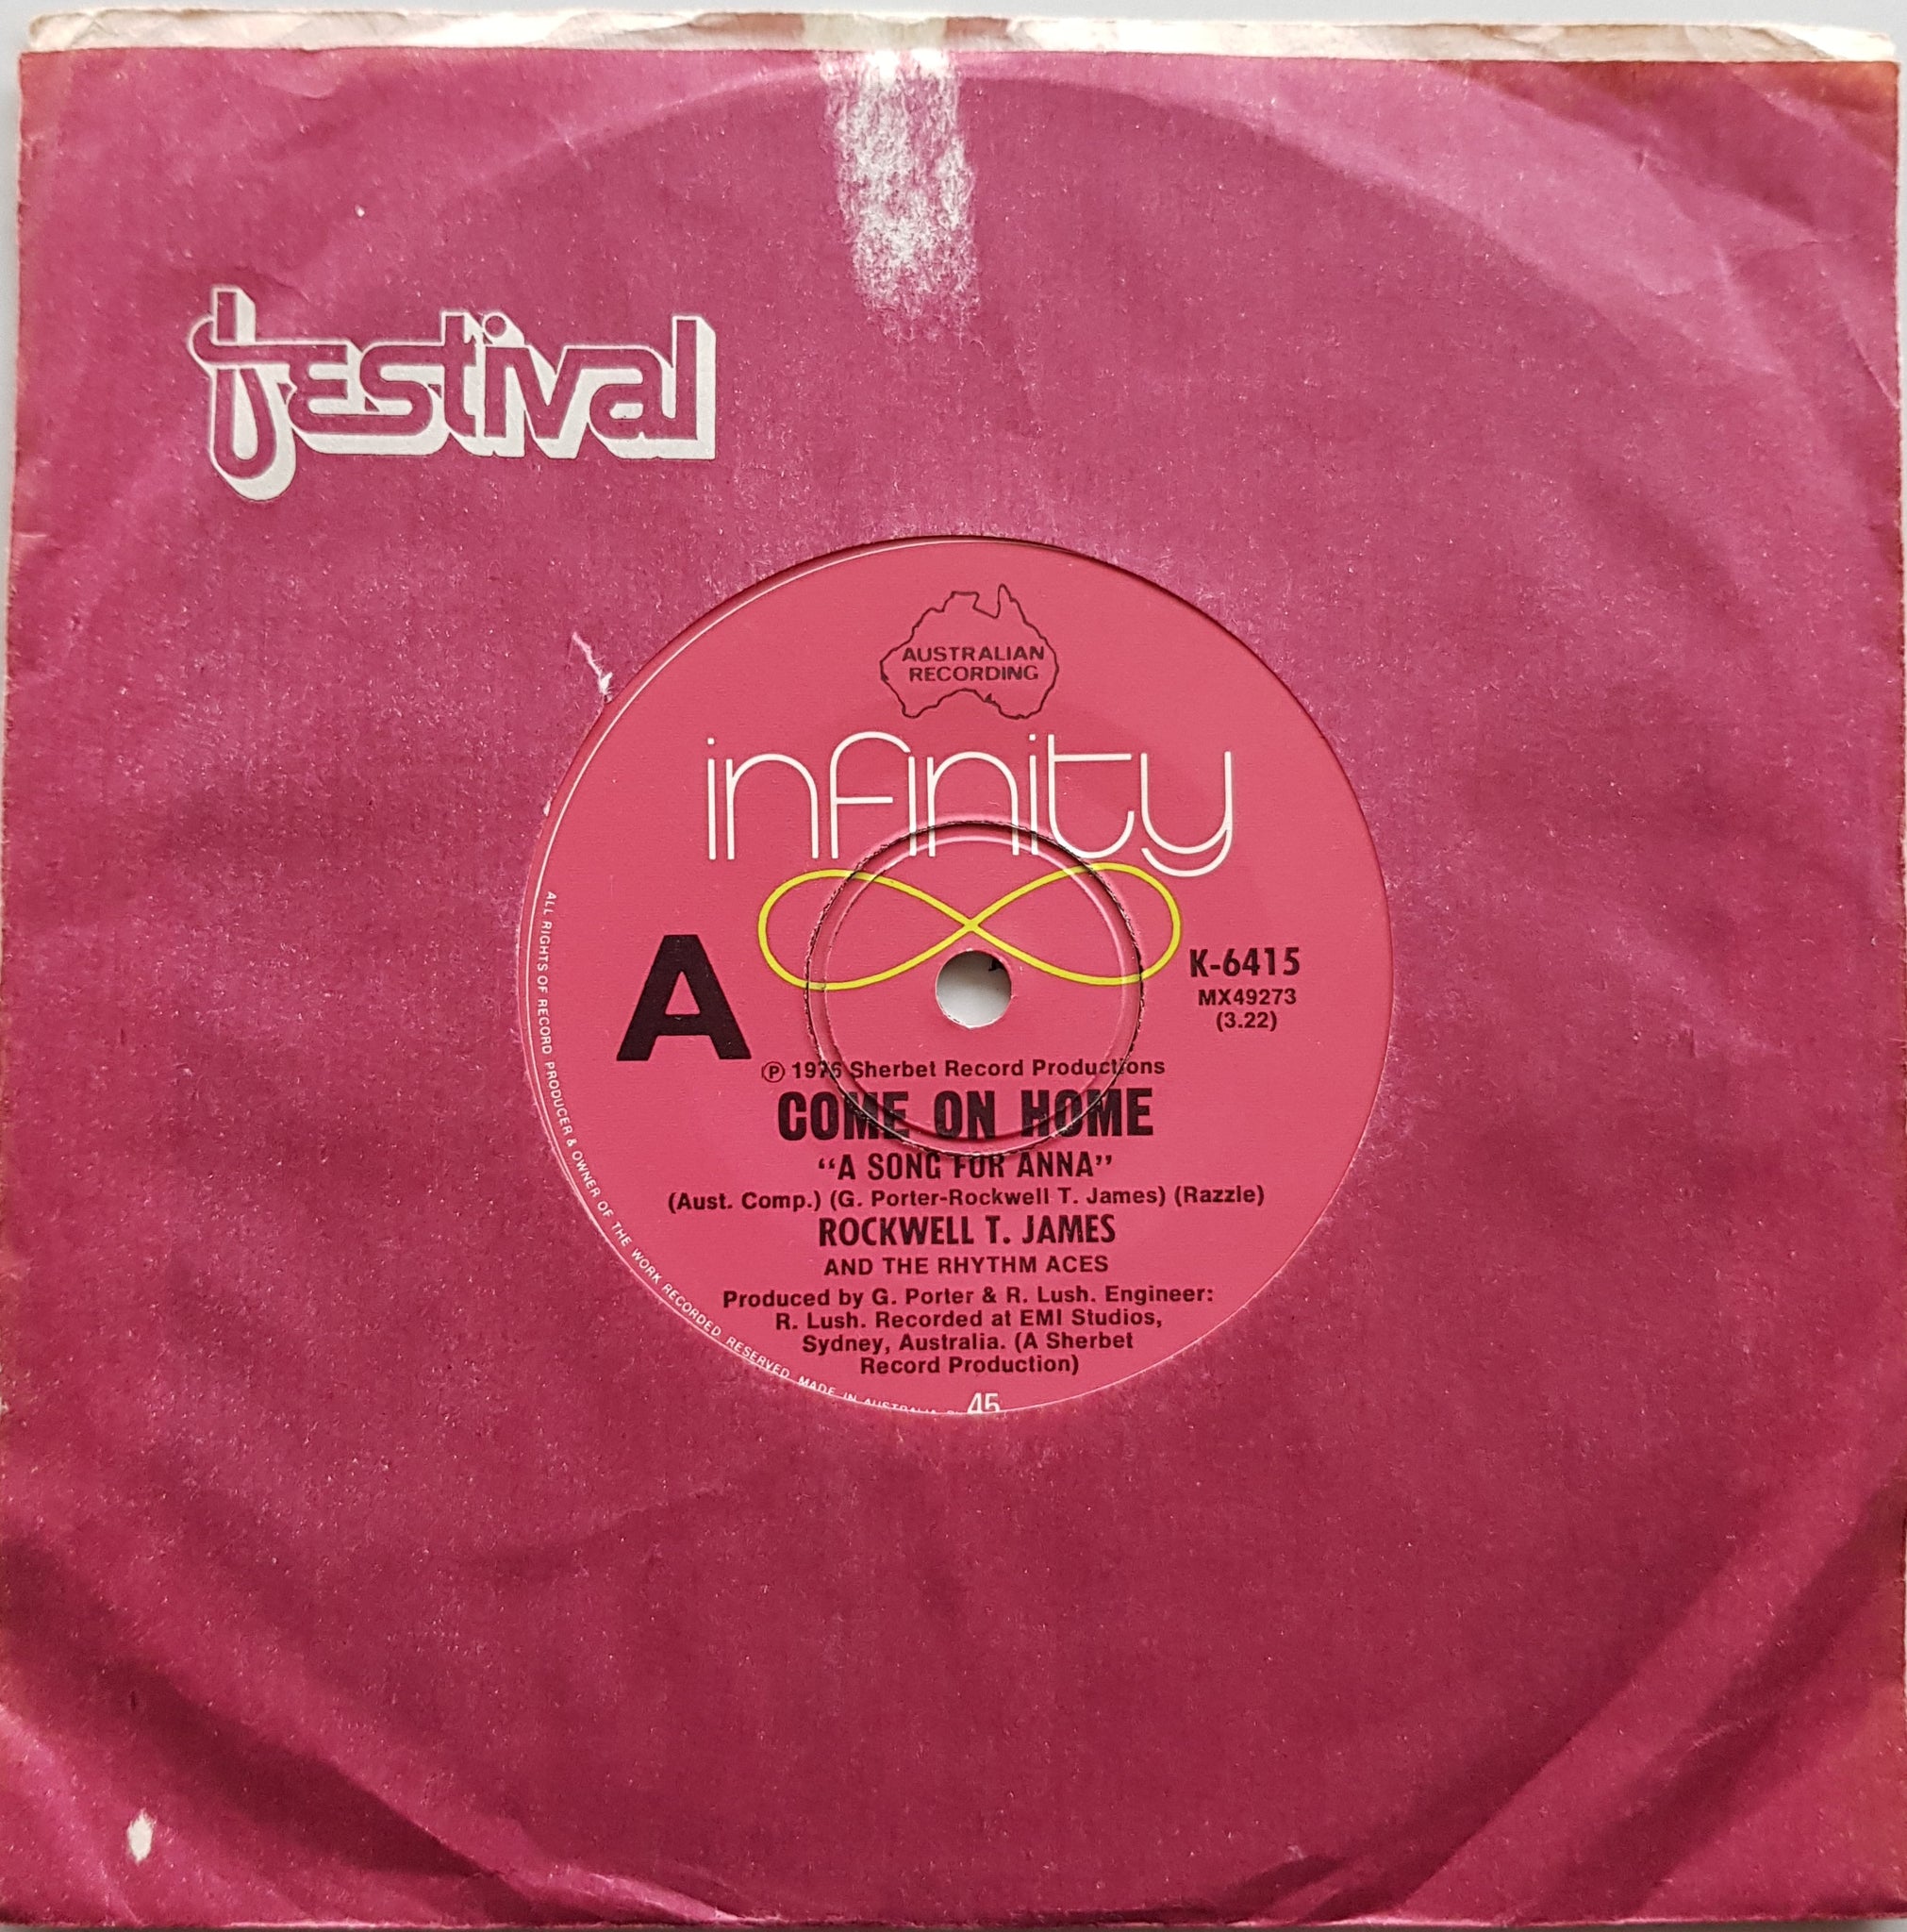 festival
AUSTRALIAN
RECORDING
infinity
A
K-6415
MX49273
(3.22)
℗ 1976 Sherbet Record Productions
COME ON HOME
“A SONG FOR ANNA”
(Aust. Comp.) (G. Porter-Rockwell T. James) (Razzle)
ROCKWELL T. JAMES
AND THE RHYTHM ACES
Produced by G. Porter & R. Lush. Engineer:
R. Lush. Recorded at EMI Studios,
Sydney, Australia. (A Sherbet
Record Production)
ALL RIGHTS OF RECORD PRODUCER & OWNER OF THE WORK RECORDED RESERVED MADE IN AUSTRALIA
45